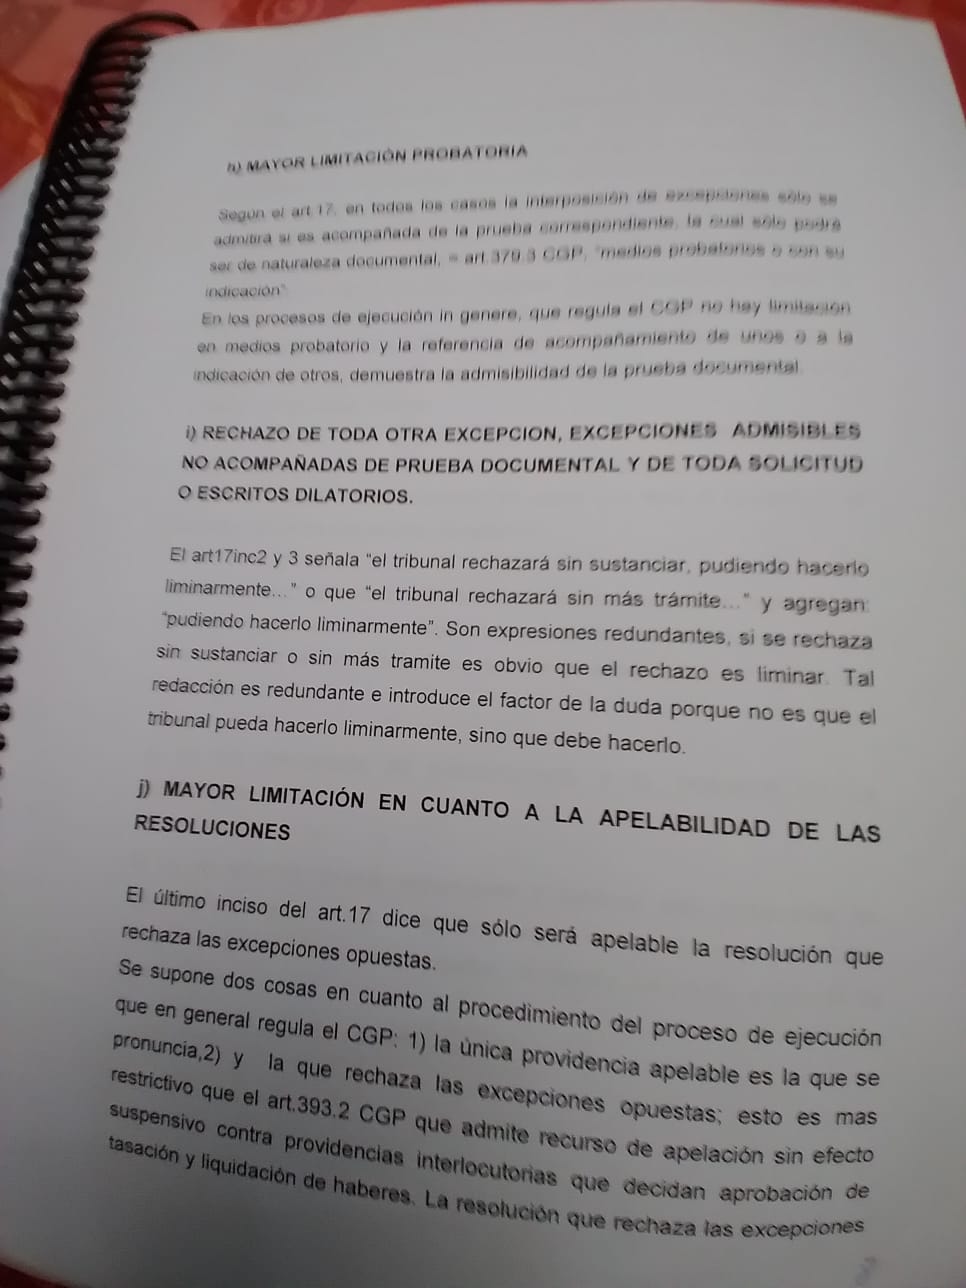 h) MAYOR LIMITACIÓN PROBATORIA
Según el art 17, en todos los casos la interposición de excepciones sólo se
admitirá si es acompañada de la prueba correspondiente, la cual sólo podrá
ser de naturaleza documental, = art.379.3 CGP, "medios probatorios o con su
indicación"
En los procesos de ejecución in genere, que regula el CGP no hay limitación
en medios probatorio y la referencia de acompañamiento de unos o a la
indicación de otros, demuestra la admisibilidad de la prueba documental.
i) RECHAZO DE TODA OTRA EXCEPCION, EXCEPCIONES ADMISIBLES
NO ACOMPAÑADAS DE PRUEBA DOCUMENTAL Y DE TODA SOLICITUD
O ESCRITOS DILATORIOS.
El art17inc2 y 3 señala "el tribunal rechazará sin sustanciar, pudiendo hacerlo
liminarmente..." o que "el tribunal rechazará sin más trámite..." y agregan:
"pudiendo hacerlo liminarmente". Son expresiones redundantes, si se rechaza
sin sustanciar o sin más tramite es obvio que el rechazo es liminar. Tal
redacción es redundante e introduce el factor de la duda porque no es que el
tribunal pueda hacerlo liminarmente, sino que debe hacerlo.
j) MAYOR LIMITACIÓN EN CUANTO A LA APELABILIDAD DE LAS
RESOLUCIONES
El último inciso del art.17 dice que sólo será apelable la resolución que
rechaza las excepciones opuestas.
Se supone dos cosas en cuanto al procedimiento del proceso de ejecución
que en general regula el CGP: 1) la única providencia apelable es la que se
pronuncia,2) y la que rechaza las excepciones opuestas; esto es mas
restrictivo que el art.393.2 CGP que admite recurso de apelación sin efecto
suspensivo contra providencias interlocutorias que decidan aprobación de
tasación y liquidación de haberes. La resolución que rechaza las excepciones